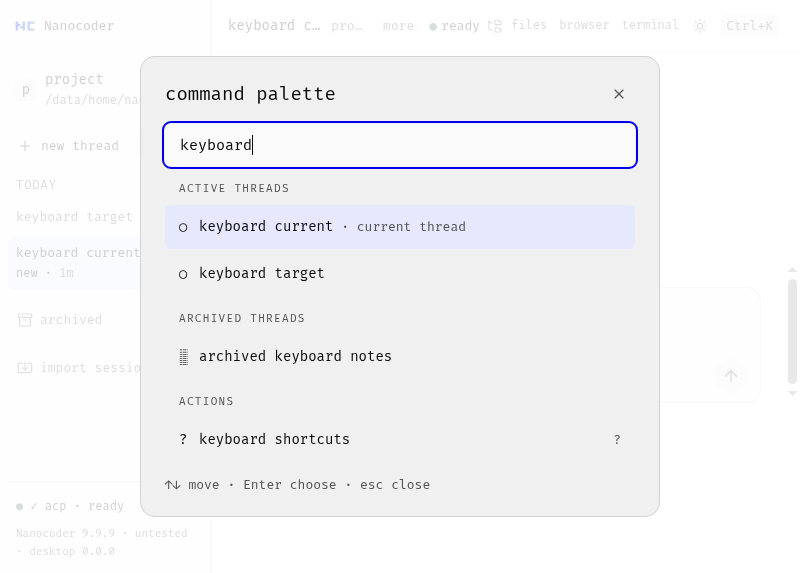 Nanocoder
keyboard c… pro… more ready files browser terminal Ctrl+K
p project
/data/home/na
+ new thread
TODAY
keyboard target
keyboard current
new · 1m
archived
import sessio
✓ acp · ready
Nanocoder 9.9.9 · untested
· desktop 0.0.0
command palette ×
keyboard
ACTIVE THREADS
○ keyboard current · current thread
○ keyboard target
ARCHIVED THREADS
▒ archived keyboard notes
ACTIONS
? keyboard shortcuts ?
↑↓ move · Enter choose · esc close